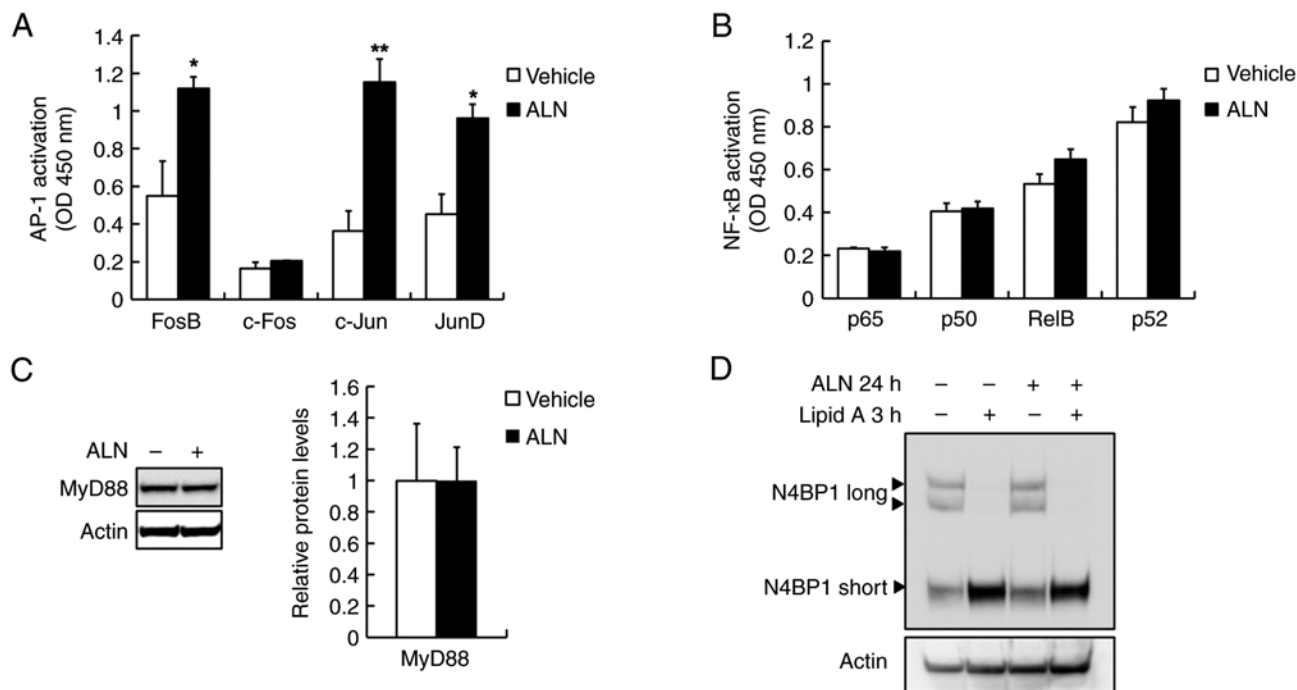 A
AP-1 activation
(OD 450 nm)
1.4
1.2
1
0.8
0.6
0.4
0.2
0
*
**
*
FosB c-Fos c-Jun JunD
Vehicle
ALN
B
NF-κB activation
(OD 450 nm)
1.2
1
0.8
0.6
0.4
0.2
0
p65 p50 RelB p52
Vehicle
ALN
C
ALN – +
MyD88
Actin
Relative protein levels
1.6
1.4
1.2
1
0.8
0.6
0.4
0.2
0
MyD88
Vehicle
ALN
D
ALN 24 h – – + +
Lipid A 3 h – + – +
N4BP1 long
N4BP1 short
Actin